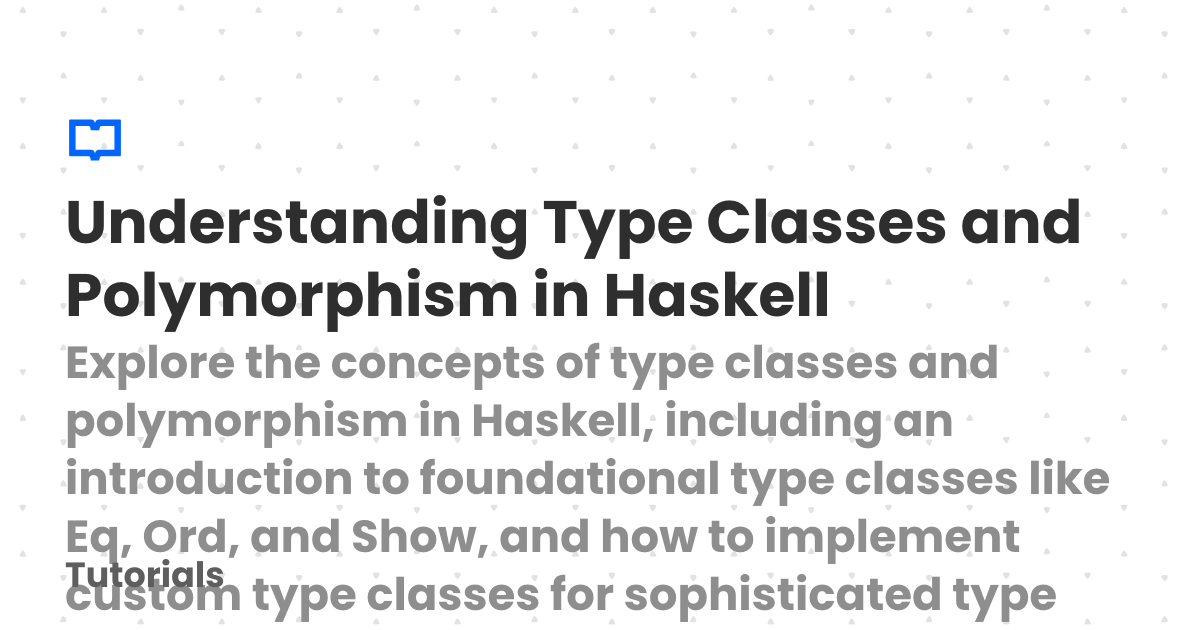 Understanding Type Classes and
Polymorphism in Haskell
Explore the concepts of type classes and
polymorphism in Haskell, including an
introduction to foundational type classes like
Eq, Ord, and Show, and how to implement
Tutorials
custom type classes for sophisticated type